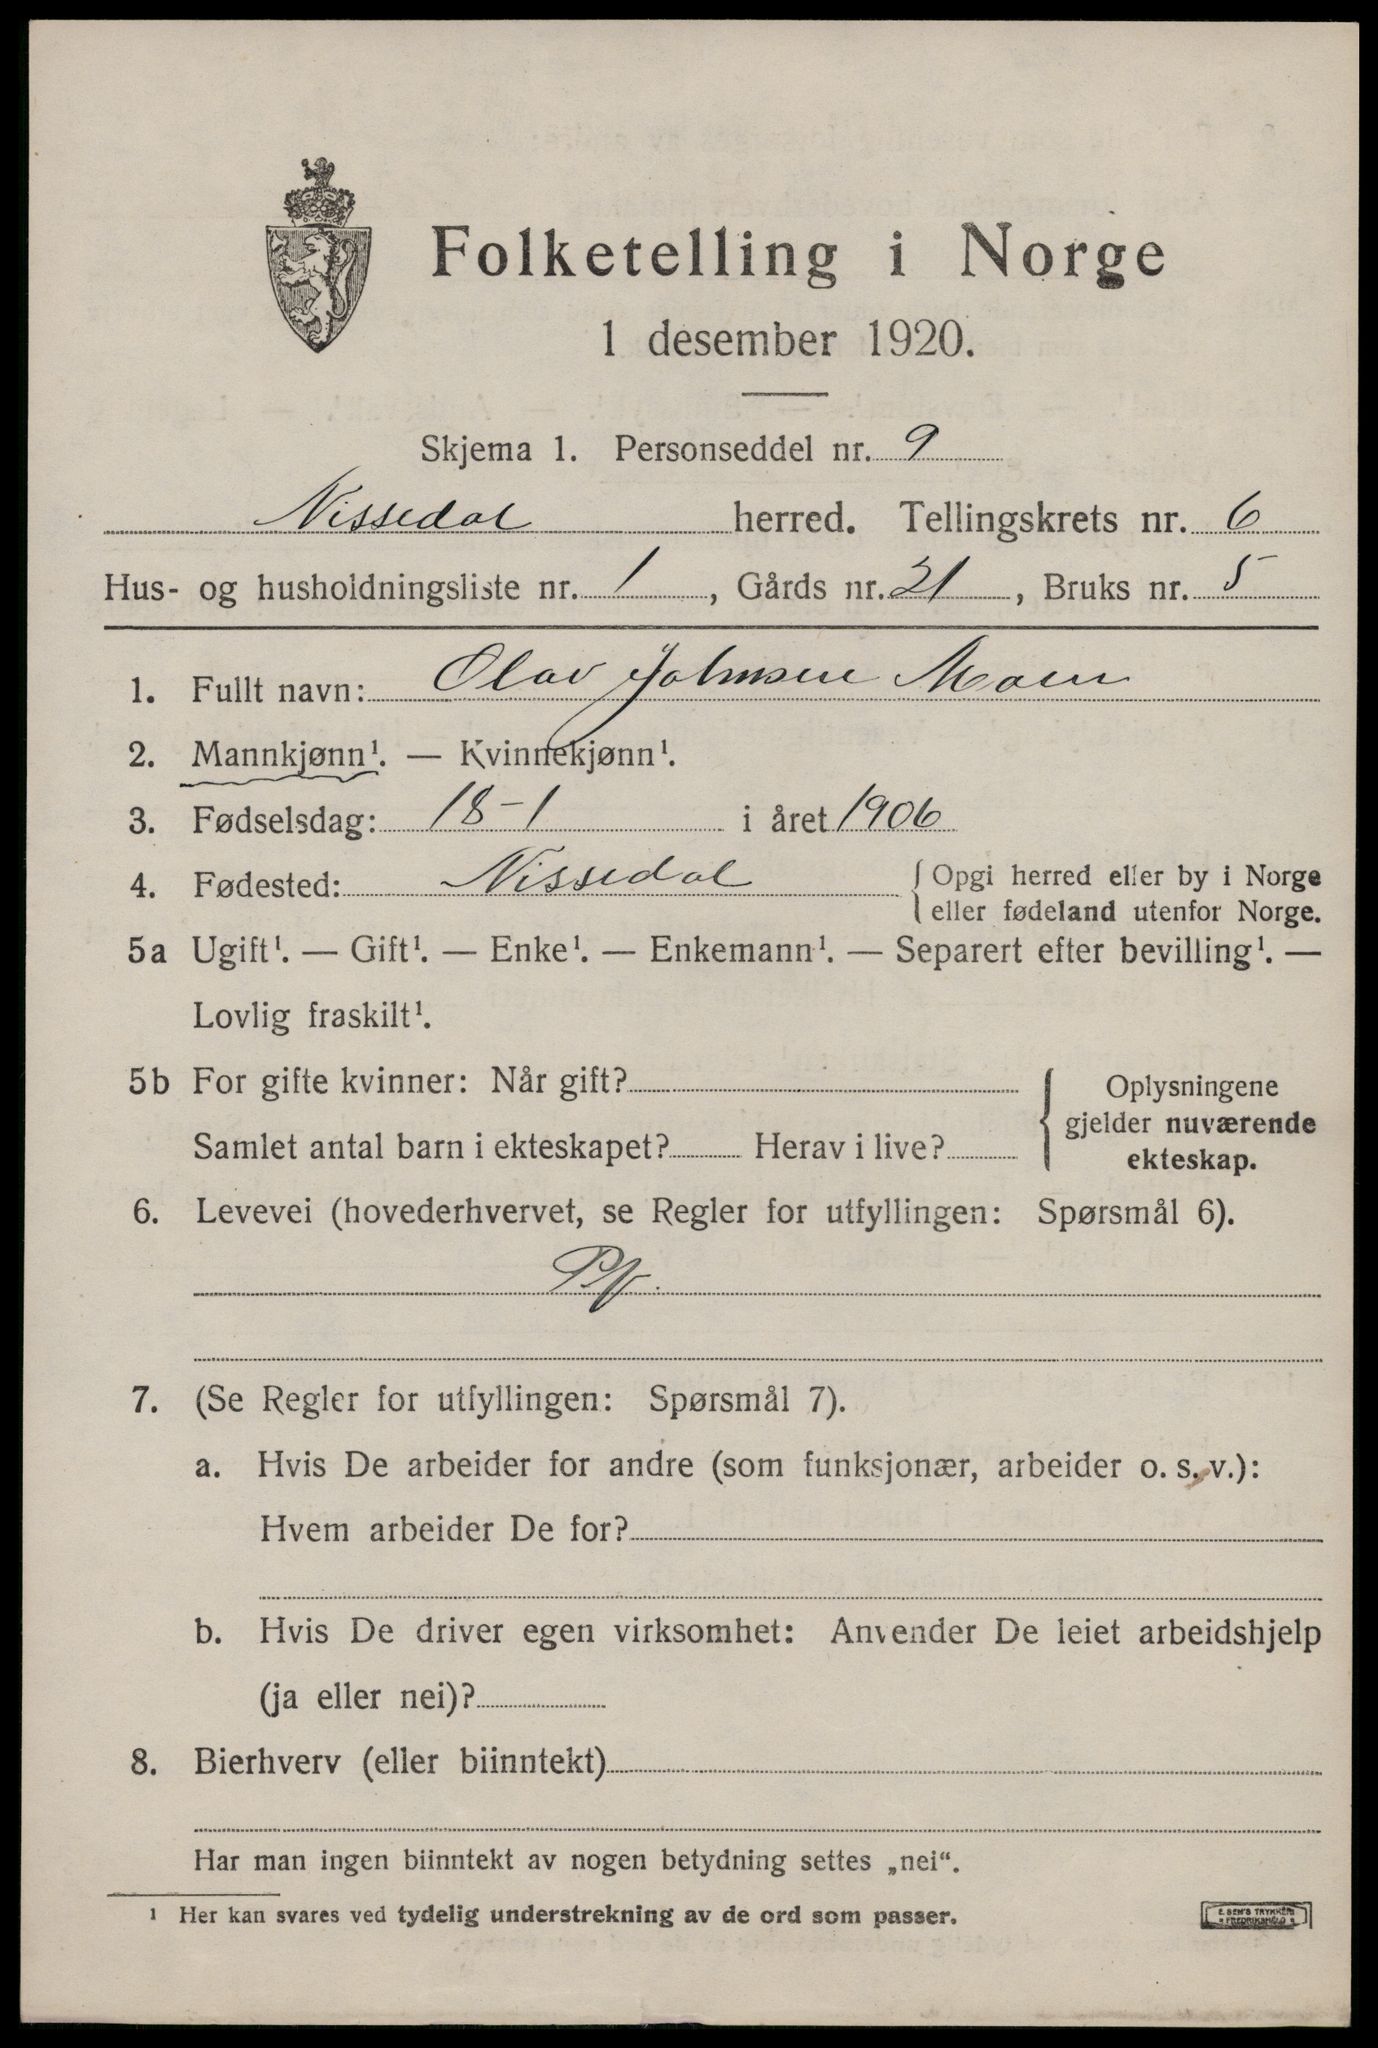 Folketelling i Norge
1 desember 1920.
Skjema 1. Personseddel nr. 9
Nissedal herred. Tellingskrets nr. 6
Hus- og husholdningsliste nr. 1, Gårds nr. 21, Bruks nr. 5
1. Fullt navn: Olav Johnsen Moen
2. Mannkjønn¹. — Kvinnekjønn¹.
3. Fødselsdag: 18-1 i året 1906
4. Fødested: Nissedal { Opgi herred eller by i Norge
eller fødeland utenfor Norge.
5a Ugift¹. — Gift¹. — Enke¹. — Enkemann¹. — Separert efter bevilling¹. —
Lovlig fraskilt¹.
5b For gifte kvinner: Når gift?
Samlet antal barn i ekteskapet? Herav i live?
{ Oplysningene
gjelder nuværende
ekteskap.
6. Levevei (hovederhvervet, se Regler for utfyllingen: Spørsmål 6).
7. (Se Regler for utfyllingen: Spørsmål 7).
a. Hvis De arbeider for andre (som funksjonær, arbeider o. s. v.):
Hvem arbeider De for?
b. Hvis De driver egen virksomhet: Anvender De leiet arbeidshjelp
(ja eller nei)?
8. Bierhverv (eller biinntekt)
Har man ingen biinntekt av nogen betydning settes „nei“.
¹ Her kan svares ved tydelig understrekning av de ord som passer.
E. SEM'S TRYKKERI
FREDRIKSHALD